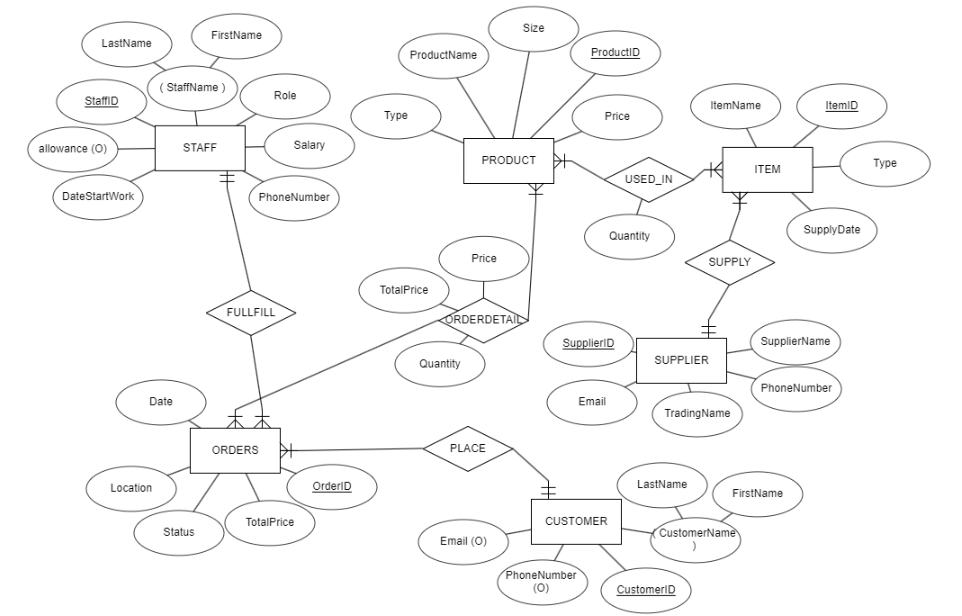 LastName
FirstName
( StaffName )
StaffID
Role
allowance (O)
STAFF
Salary
DateStartWork
PhoneNumber
Size
ProductName
ProductID
Type
Price
PRODUCT
USED_IN
Quantity
ItemName
ItemID
ITEM
Type
SupplyDate
SUPPLY
Price
TotalPrice
ORDERDETAIL
Quantity
FULLFILL
SupplierID
SUPPLIER
SupplierName
PhoneNumber
Email
TradingName
Date
ORDERS
Location
OrderID
Status
TotalPrice
PLACE
LastName
FirstName
CUSTOMER
( CustomerName
)
Email (O)
PhoneNumber
(O)
CustomerID